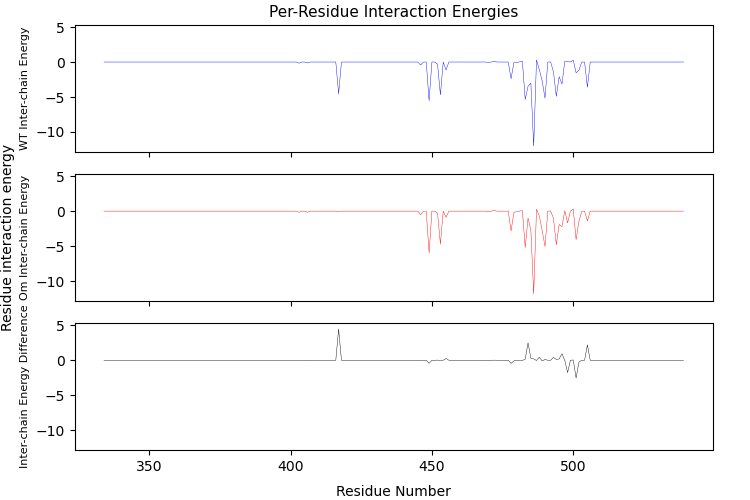 Per-Residue Interaction Energies
Residue interaction energy
WT Inter-chain Energy
5
0
−5
−10
Om Inter-chain Energy
5
0
−5
−10
Inter-chain Energy Difference
5
0
−5
−10
350
400
450
500
Residue Number